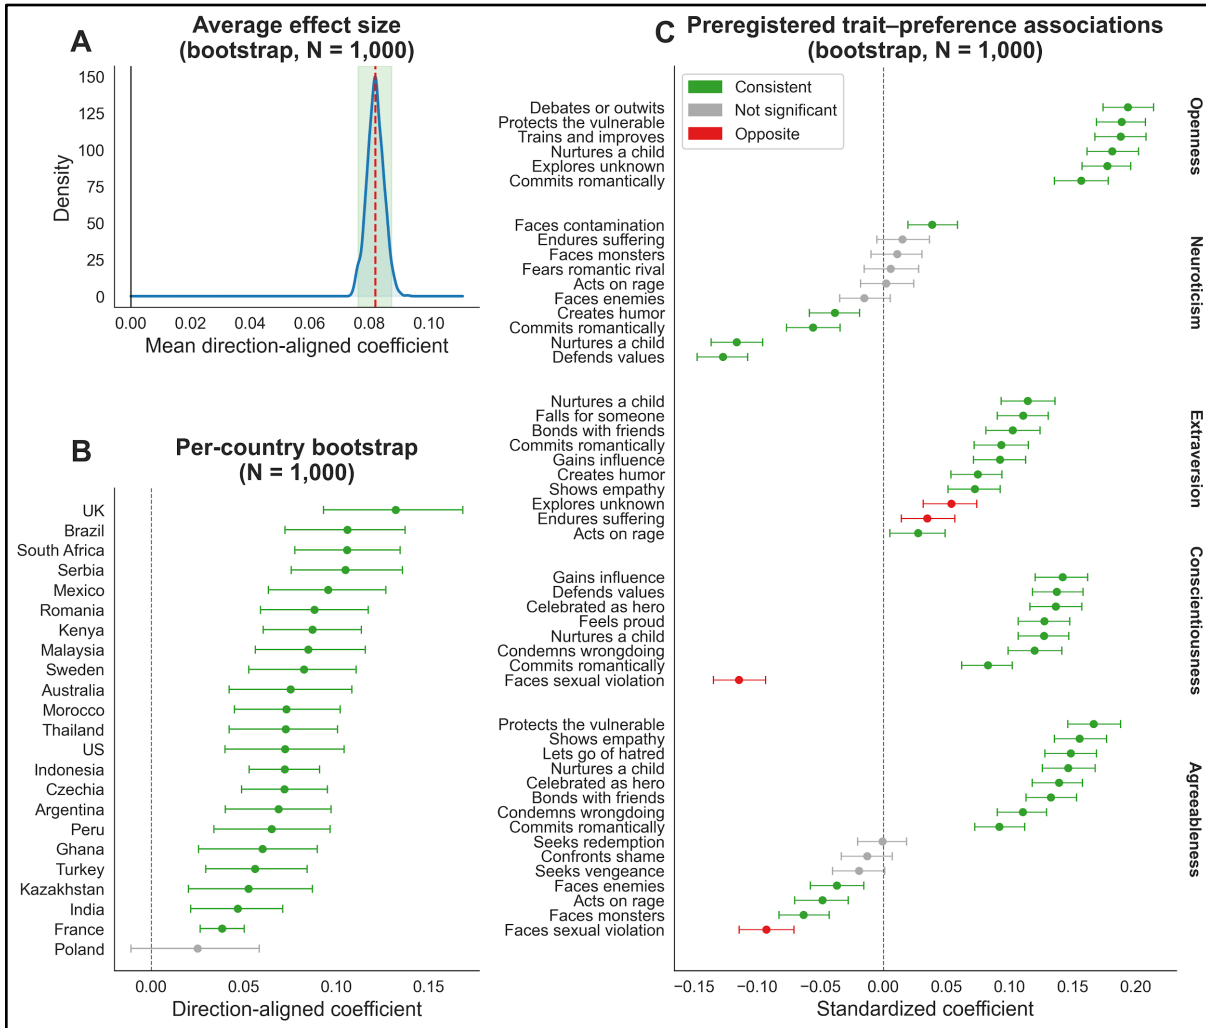 A
Average effect size
(bootstrap, N = 1,000)
150
125
100
75
50
25
0
Density
0.00
0.02
0.04
0.06
0.08
0.10
Mean direction-aligned coefficient
B
Per-country bootstrap
(N = 1,000)
UK
Brazil
South Africa
Serbia
Mexico
Romania
Kenya
Malaysia
Sweden
Australia
Morocco
Thailand
US
Indonesia
Czechia
Argentina
Peru
Ghana
Turkey
Kazakhstan
India
France
Poland
0.00
0.05
0.10
0.15
Direction-aligned coefficient
C
Preregistered trait–preference associations
(bootstrap, N = 1,000)
Consistent
Not significant
Opposite
Debates or outwits
Protects the vulnerable
Trains and improves
Nurtures a child
Explores unknown
Commits romantically
Openness
Faces contamination
Endures suffering
Faces monsters
Fears romantic rival
Acts on rage
Faces enemies
Creates humor
Commits romantically
Nurtures a child
Defends values
Neuroticism
Nurtures a child
Falls for someone
Bonds with friends
Commits romantically
Gains influence
Creates humor
Shows empathy
Explores unknown
Endures suffering
Acts on rage
Extraversion
Gains influence
Defends values
Celebrated as hero
Feels proud
Nurtures a child
Condemns wrongdoing
Commits romantically
Faces sexual violation
Conscientiousness
Protects the vulnerable
Shows empathy
Lets go of hatred
Nurtures a child
Celebrated as hero
Bonds with friends
Condemns wrongdoing
Commits romantically
Seeks redemption
Confronts shame
Seeks vengeance
Faces enemies
Acts on rage
Faces monsters
Faces sexual violation
Agreeableness
−0.15
−0.10
−0.05
0.00
0.05
0.10
0.15
0.20
Standardized coefficient